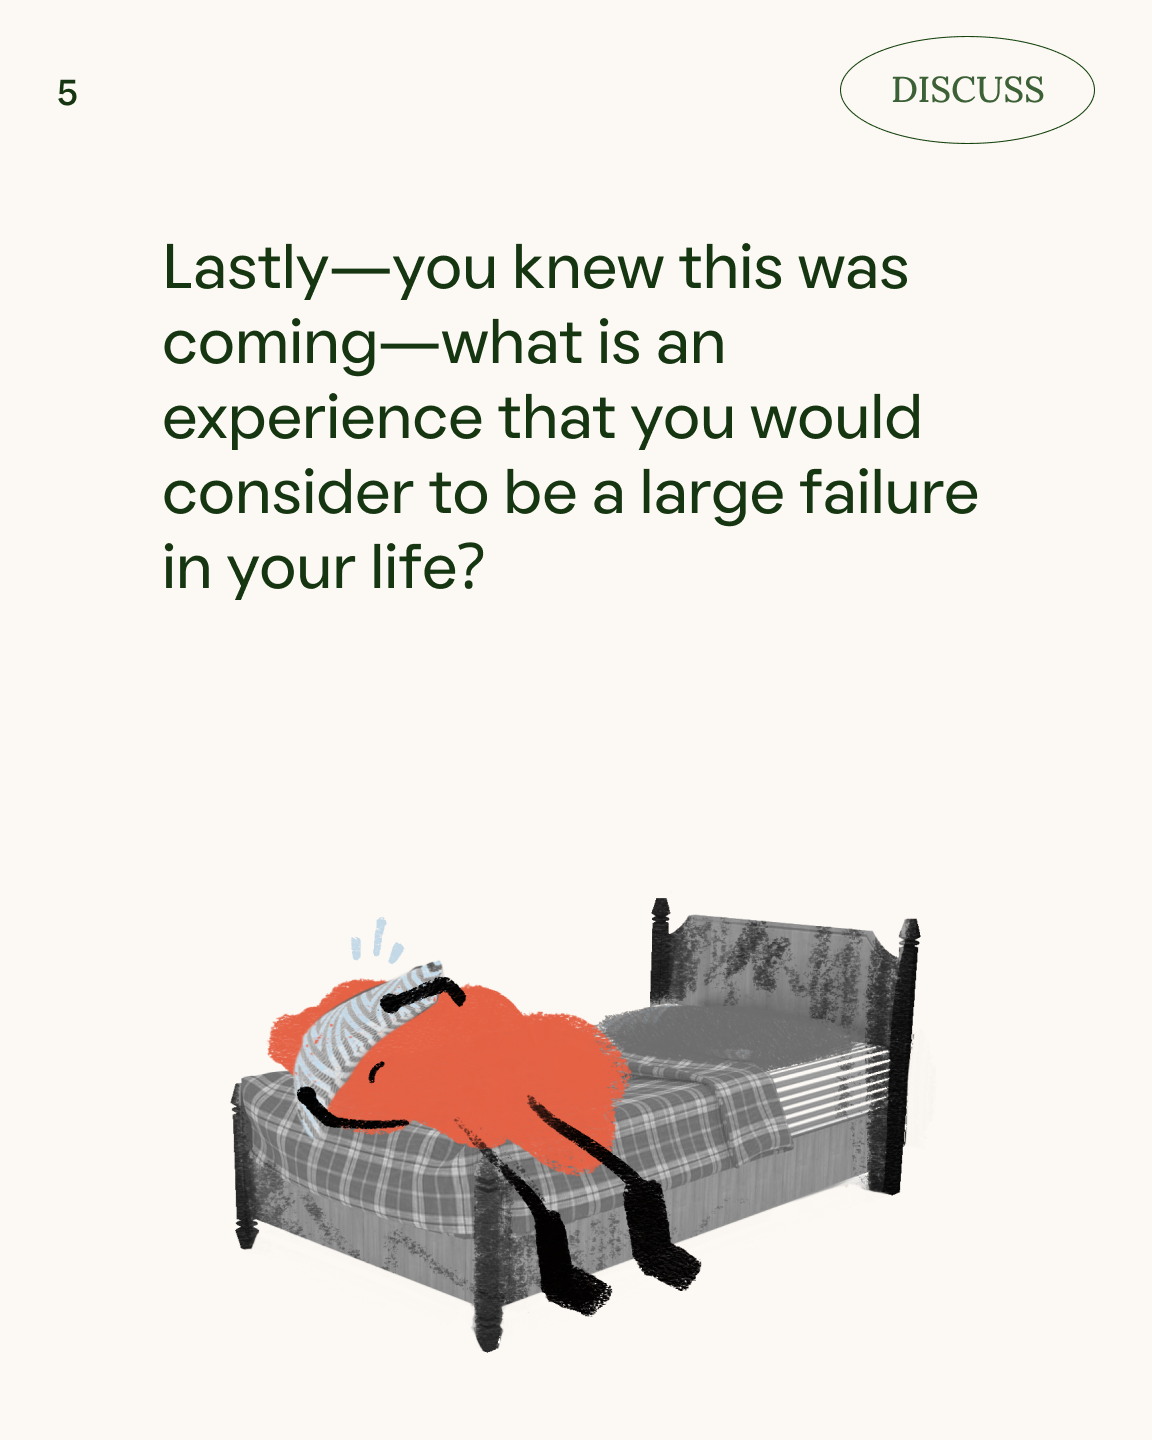 5
DISCUSS
Lastly—you knew this was
coming—what is an
experience that you would
consider to be a large failure
in your life?